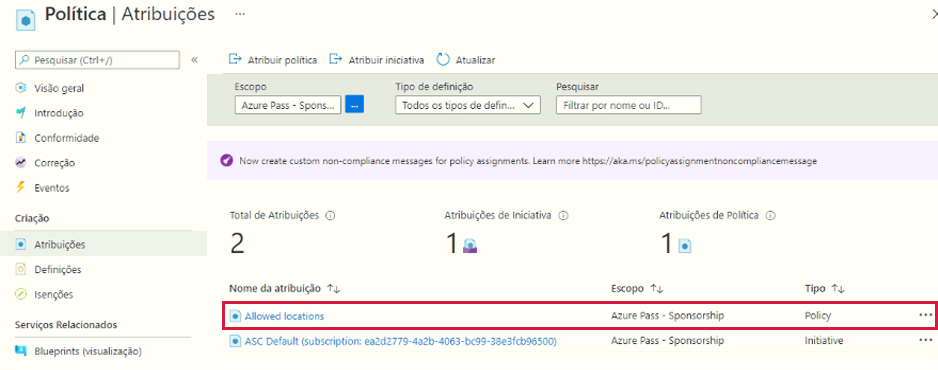 Política | Atribuições ...
Pesquisar (Ctrl+/) «
Visão geral
Introdução
Conformidade
Correção
Eventos
Criação
Atribuições
Definições
Isenções
Serviços Relacionados
Blueprints (visualização)
Atribuir política Atribuir iniciativa Atualizar
Escopo Tipo de definição Pesquisar
Azure Pass - Spons... ... Todos os tipos de defin... Filtrar por nome ou ID...
Now create custom non-compliance messages for policy assignments. Learn more https://aka.ms/policyassignmentnoncompliancemessage
Total de Atribuições Atribuições de Iniciativa Atribuições de Política
2 1 1
Nome da atribuição ↑↓ Escopo ↑↓ Tipo ↑↓
Allowed locations Azure Pass - Sponsorship Policy ...
ASC Default (subscription: ea2d2779-4a2b-4063-bc99-38e3fcb96500) Azure Pass - Sponsorship Initiative ...